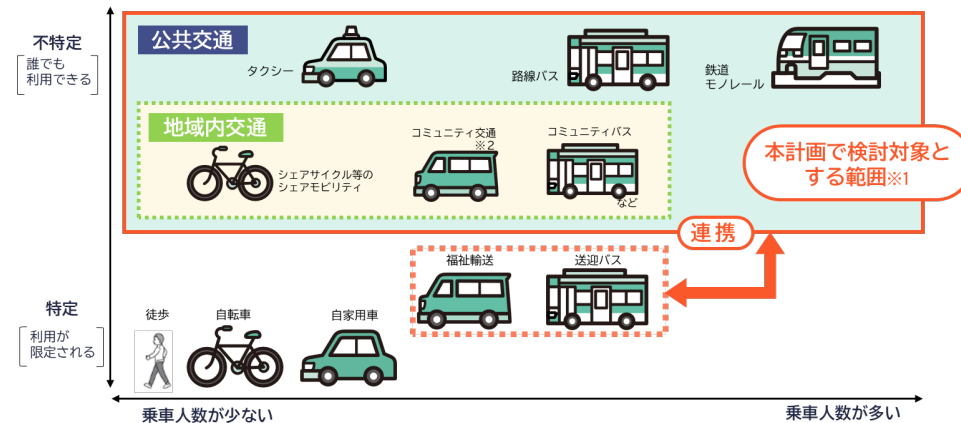 不特定
誰でも
利用できる
公共交通
タクシー
路線バス
鉄道
モノレール
地域内交通
シェアサイクル等の
シェアモビリティ
コミュニティ交通
※2
コミュニティバス
など
本計画で検討対象と
する範囲※1
連携
福祉輸送
送迎バス
特定
利用が
限定される
徒歩
自転車
自家用車
乗車人数が少ない
乗車人数が多い